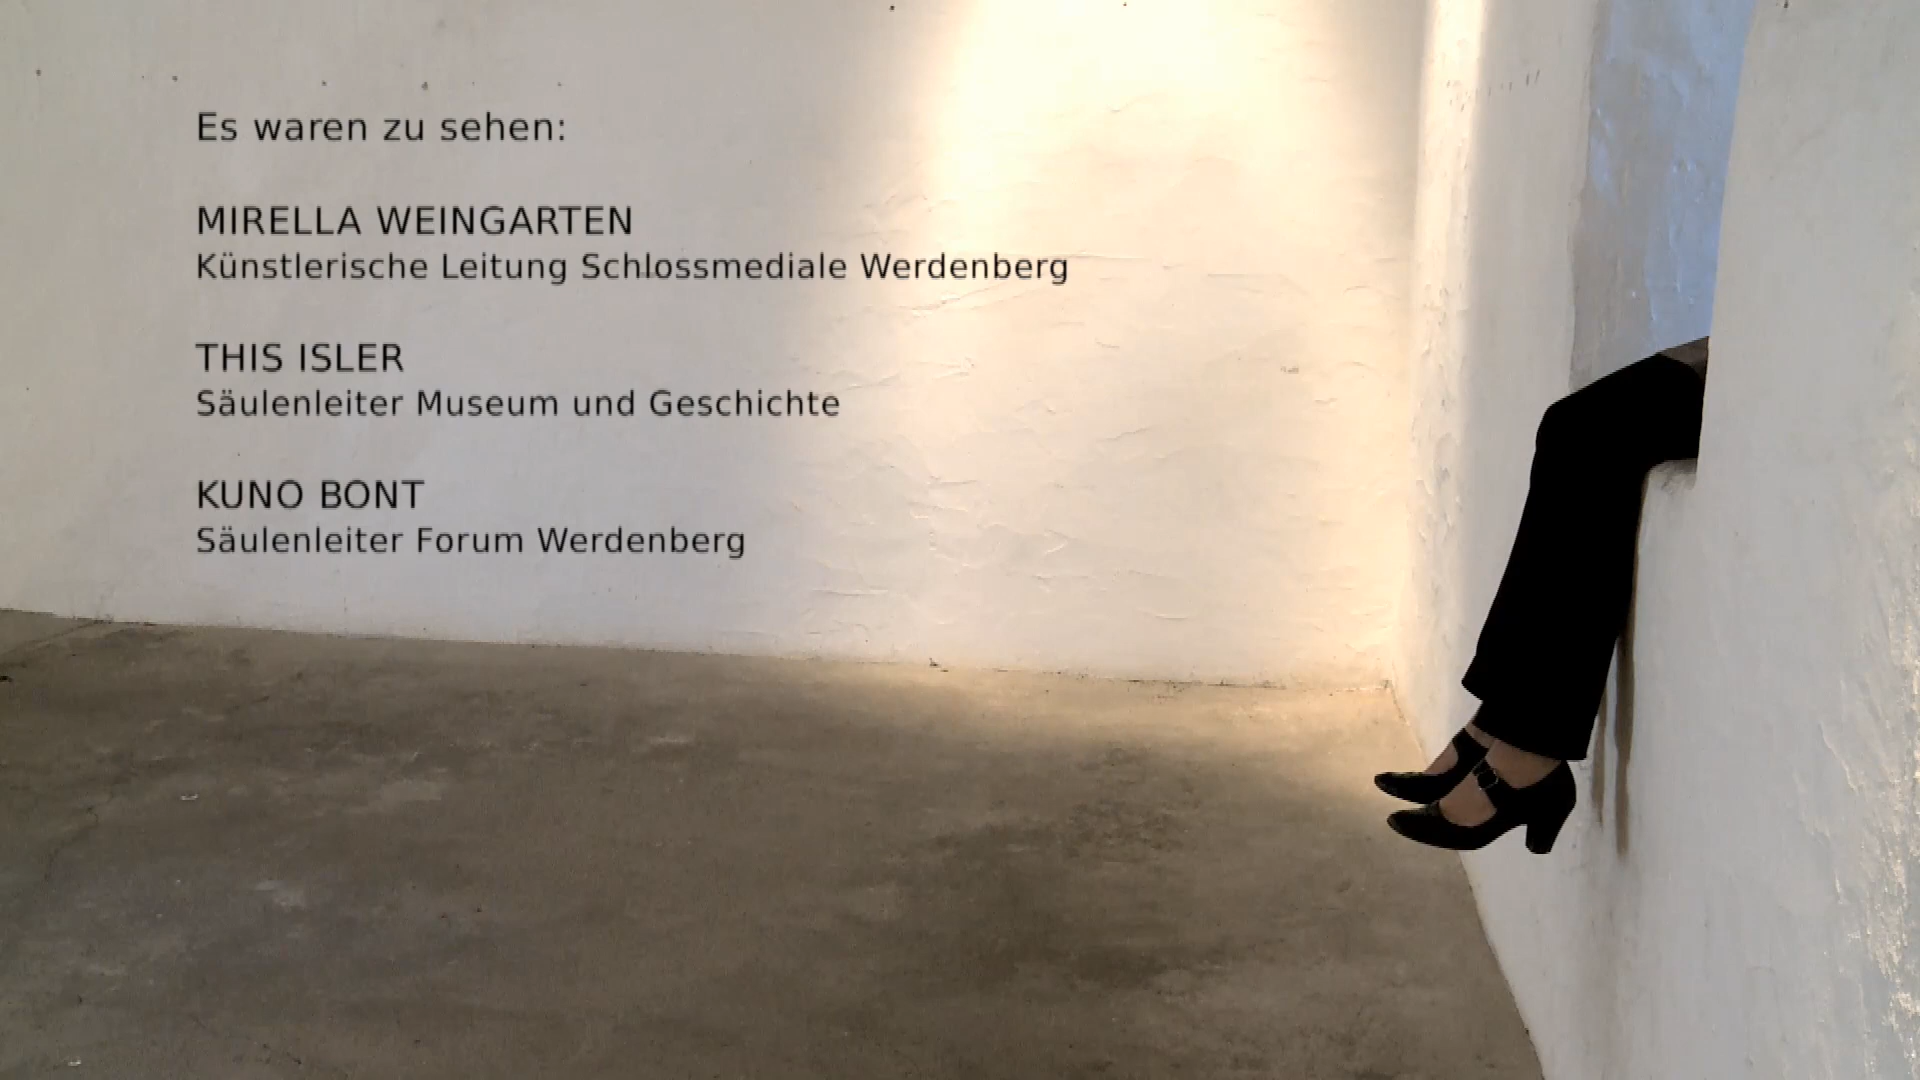 Es waren zu sehen:
MIRELLA WEINGARTEN
Künstlerische Leitung Schlossmediale Werdenberg
THIS ISLER
Säulenleiter Museum und Geschichte
KUNO BONT
Säulenleiter Forum Werdenberg